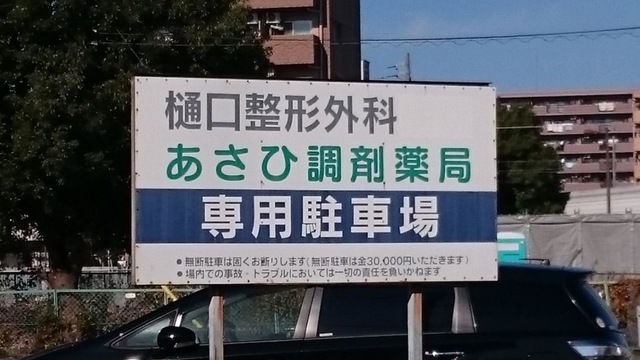 樋口整形外科
あさひ調剤薬局
専用駐車場
• 無断駐車は固くお断りします(無断駐車は金30,000円いただきます)
• 場内での事故・トラブルにおいては一切の責任を負いかねます